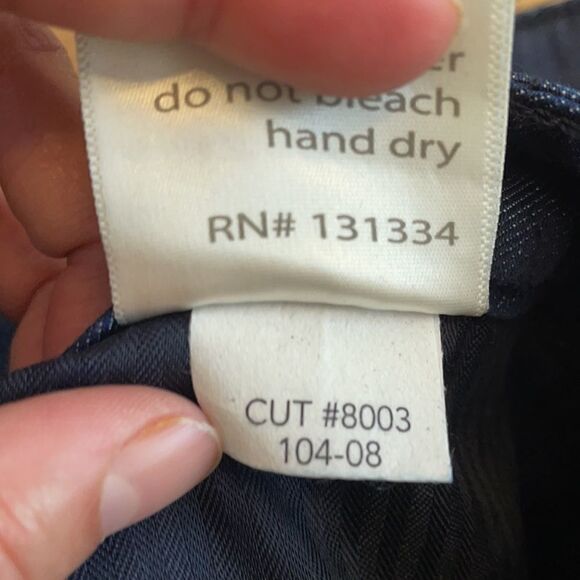 do not bleach
hand dry
RN# 131334
CUT #8003
104-08